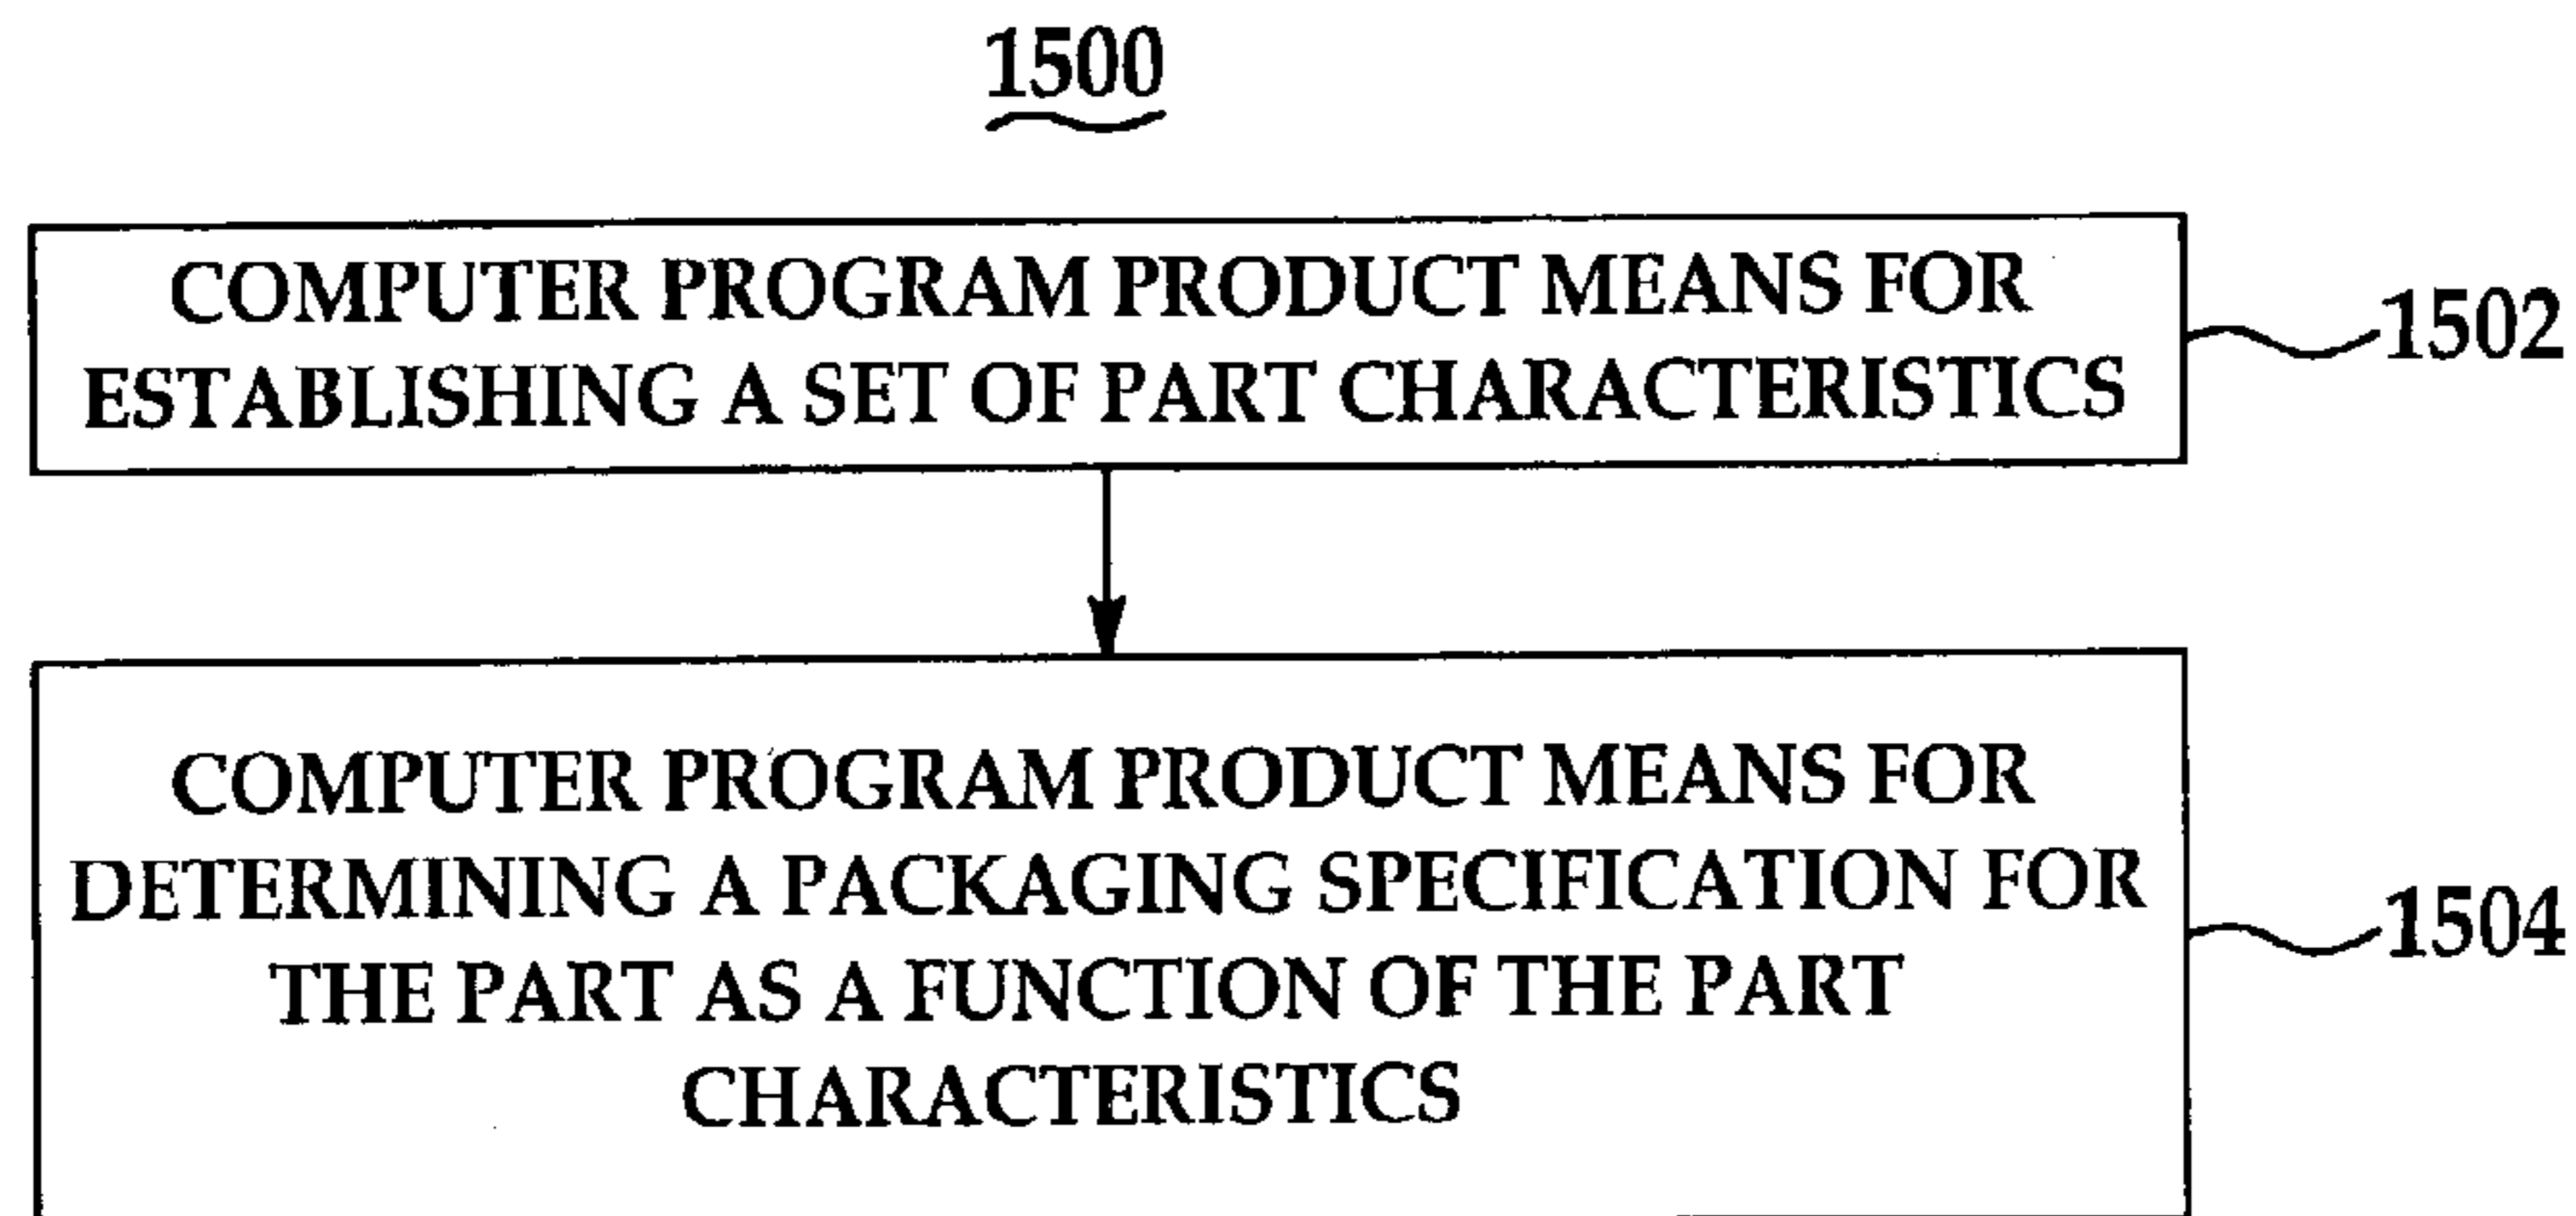 1500
COMPUTER PROGRAM PRODUCT MEANS FOR
ESTABLISHING A SET OF PART CHARACTERISTICS
1502
COMPUTER PROGRAM PRODUCT MEANS FOR
DETERMINING A PACKAGING SPECIFICATION FOR
THE PART AS A FUNCTION OF THE PART
CHARACTERISTICS
1504